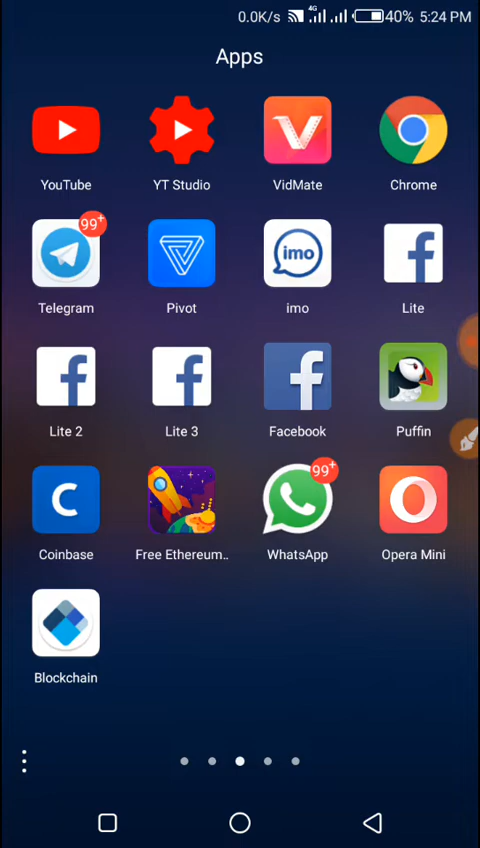 0.0K/s 4G 40% 5:24 PM
Apps
YouTube YT Studio VidMate Chrome
99+
Telegram Pivot imo Lite
imo
Lite 2 Lite 3 Facebook Puffin
99+
Coinbase Free Ethereum.. WhatsApp Opera Mini
Blockchain